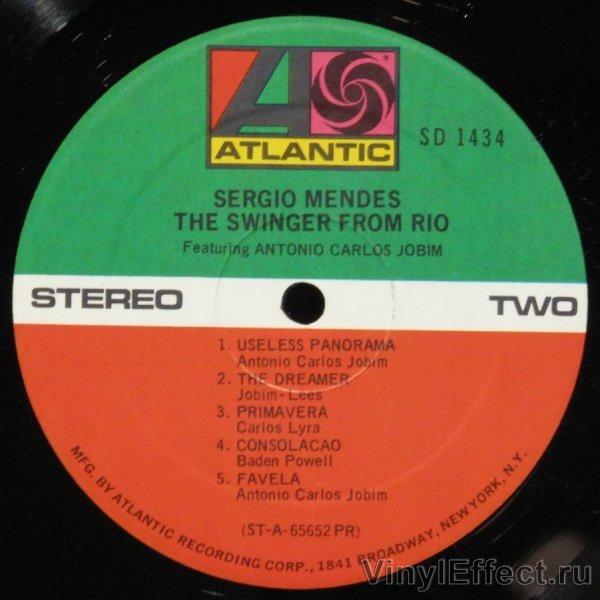 A
ATLANTIC
SD 1434
SERGIO MENDES
THE SWINGER FROM RIO
Featuring ANTONIO CARLOS JOBIM
STEREO
TWO
1. USELESS PANORAMA
Antonio Carlos Jobim
2. THE DREAMER
Jobim - Lees
3. PRIMAVERA
Carlos Lyra
4. CONSOLACAO
Baden Powell
5. FAVELA
Antonio Carlos Jobim
(ST-A-65652 PR)
MFG. BY ATLANTIC RECORDING CORP., 1841 BROADWAY, NEW YORK, N.Y.
VinylEffect.ru